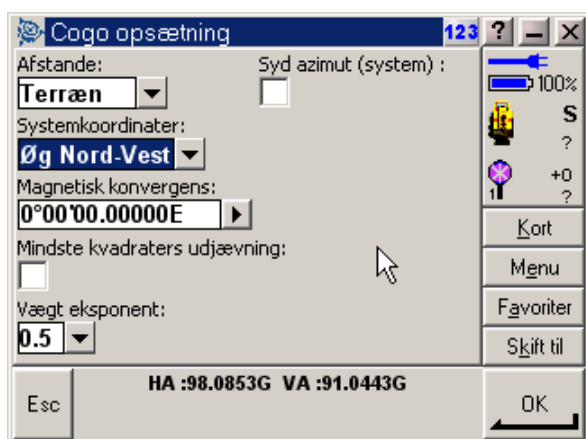 Cogo opsætning
123
?
Afstande:
Syd azimut (system) :
Terræn
Systemkoordinater:
Øg Nord-Vest
Magnetisk konvergens:
0°00'00.00000E
Mindste kvadraters udjævning:
Vægt eksponent:
0.5
100%
S
?
+0
1
?
Kort
Menu
Favoriter
Skift til
Esc
HA :98.0853G VA :91.0443G
OK